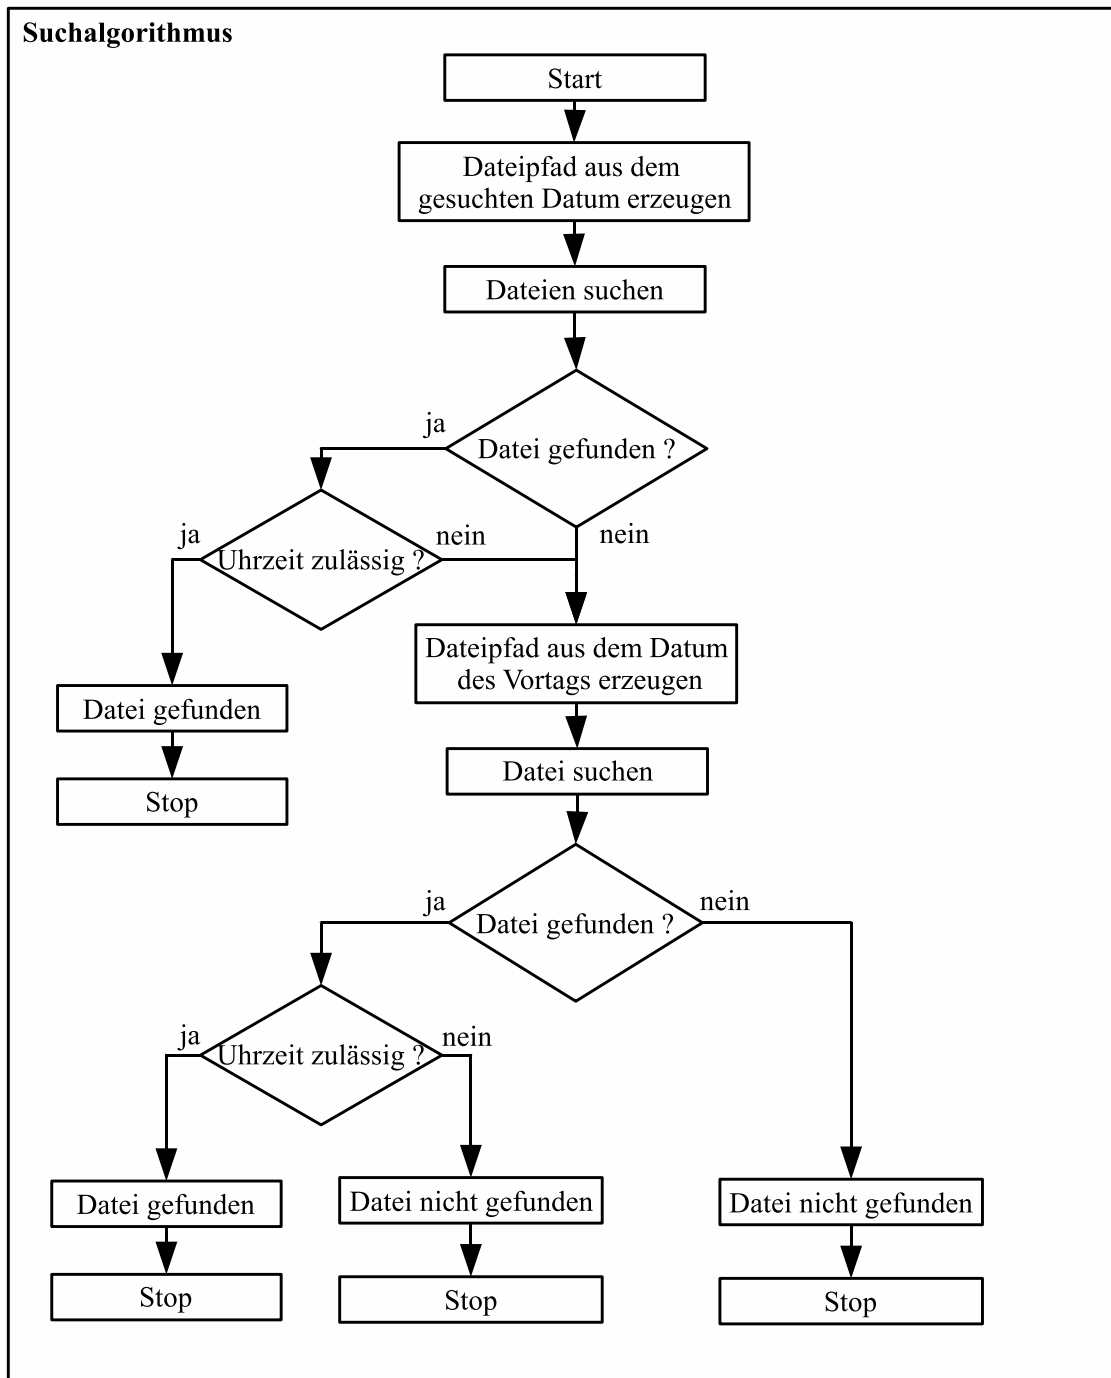 Suchalgorithmus
Start
Dateipfad aus dem
gesuchten Datum erzeugen
Dateien suchen
ja
Datei gefunden ?
ja
nein
nein
Uhrzeit zulässig ?
Dateipfad aus dem Datum
des Vortags erzeugen
Datei gefunden
Datei suchen
Stop
ja
nein
Datei gefunden ?
ja
nein
Uhrzeit zulässig ?
Datei gefunden
Datei nicht gefunden
Datei nicht gefunden
Stop
Stop
Stop